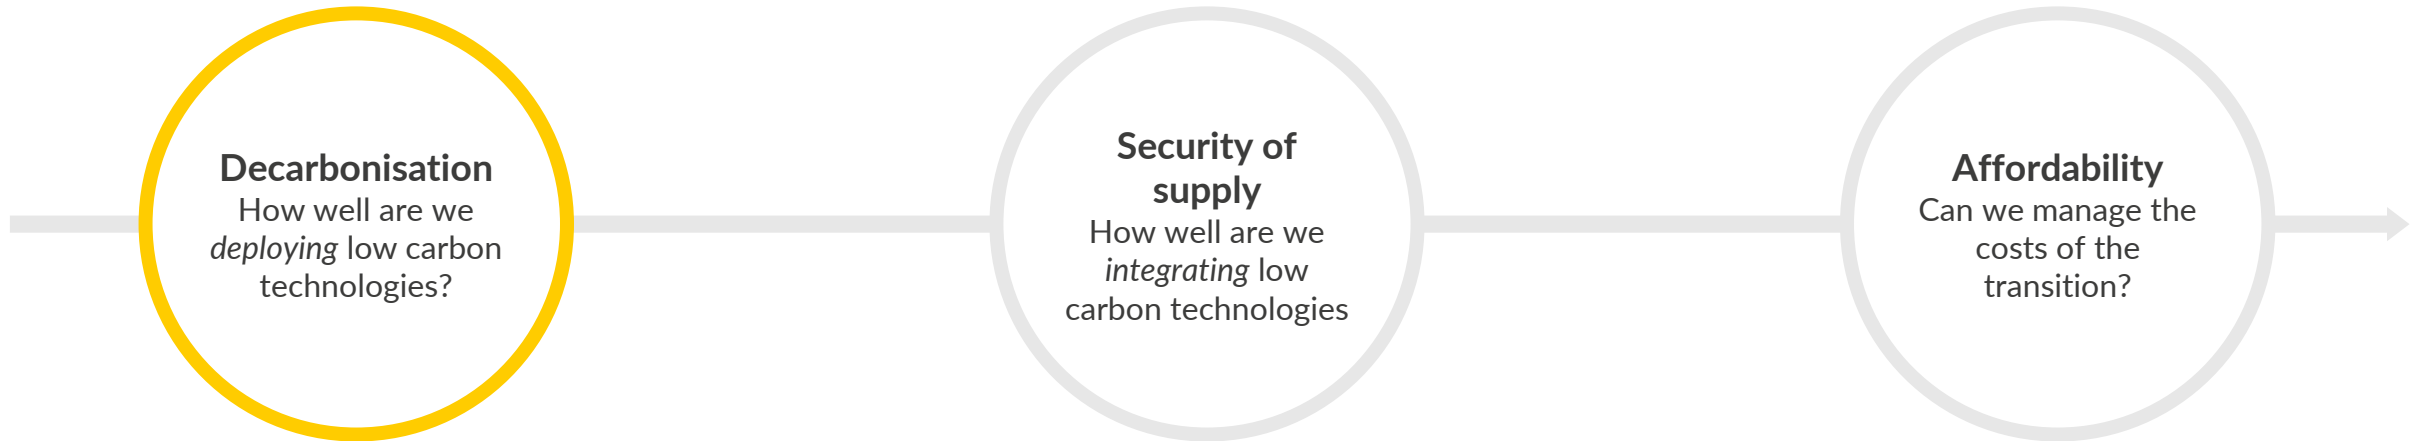 Decarbonisation
How well are we
deploying low carbon
technologies?
Security of
supply
How well are we
integrating low
carbon technologies
Affordability
Can we manage the
costs of the
transition?